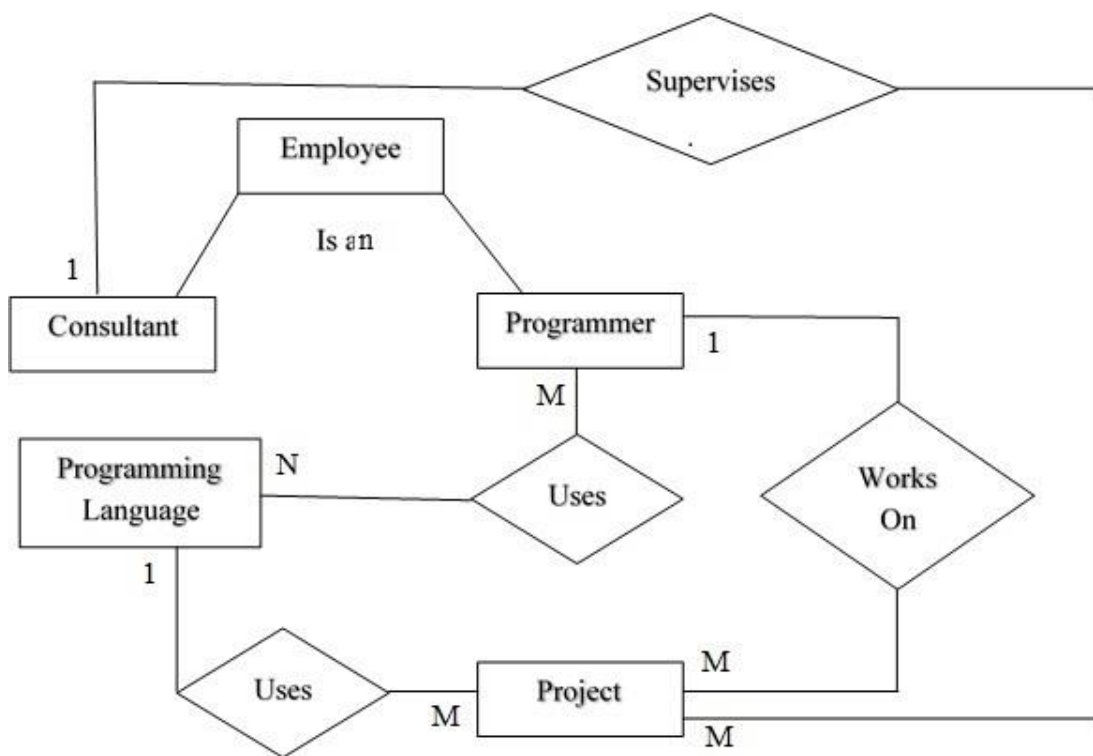 Supervises
.
Employee
Is an
1
Consultant
Programmer
1
M
Programming
Language
N
Uses
Works
On
1
Uses
M
Project
M
M